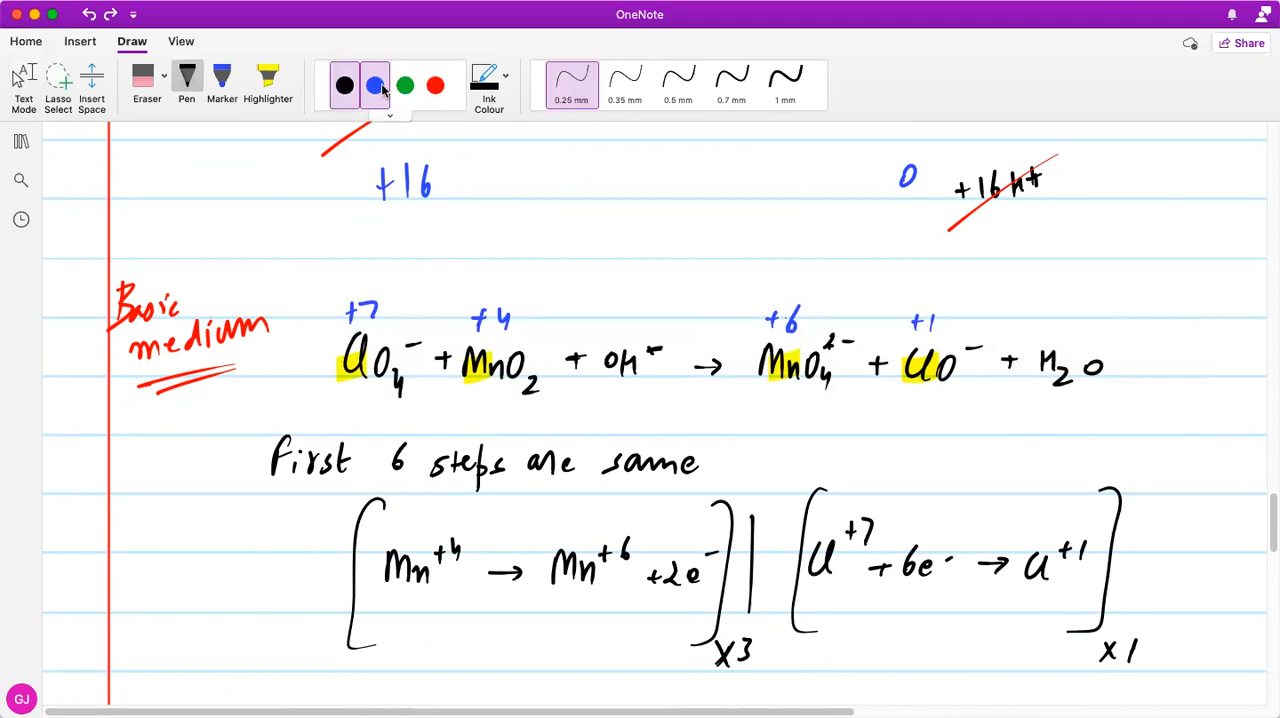 OneNote
Home Insert Draw View
Share
Text Mode Lasso Select Insert Space Eraser Pen Marker Highlighter Ink Colour 0.25 mm 0.35 mm 0.5 mm 0.7 mm 1 mm
+16 0 +16H+
Basic medium
+7 +4 +6 +1
ClO4⁻ + MnO2 + OH⁻ → MnO4²⁻ + ClO⁻ + H2O
First 6 steps are same
[Mn⁺⁴ → Mn⁺⁶ +2e⁻] x3 | [Cl⁺⁷ + 6e⁻ → Cl⁺¹] x1
GJ